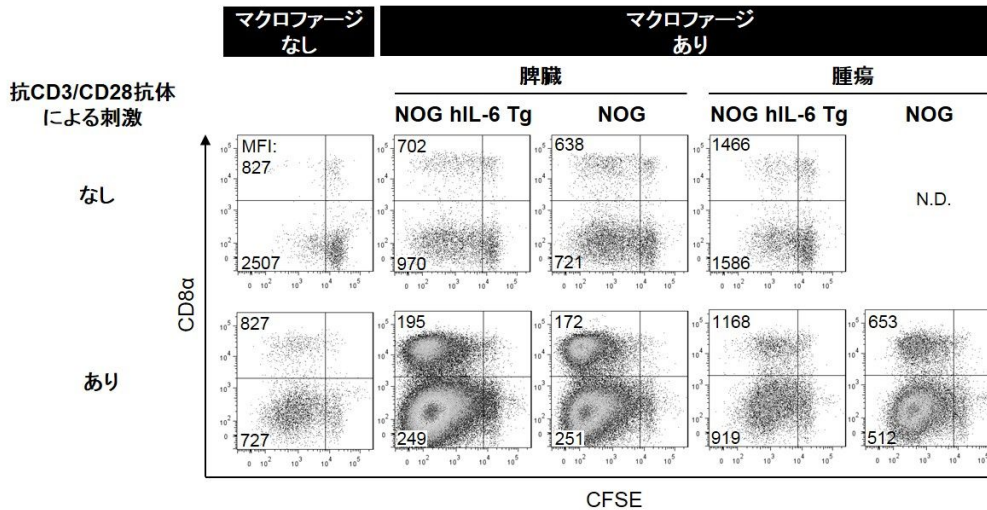 マクロファージ
なし
マクロファージ
あり
脾臓
腫瘍
抗CD3/CD28抗体
による刺激
NOG hIL-6 Tg
NOG
NOG hIL-6 Tg
NOG
なし
MFI:
827
2507
702
970
638
721
1466
1586
N.D.
あり
827
727
195
249
172
251
1168
919
653
512
CD8α
CFSE